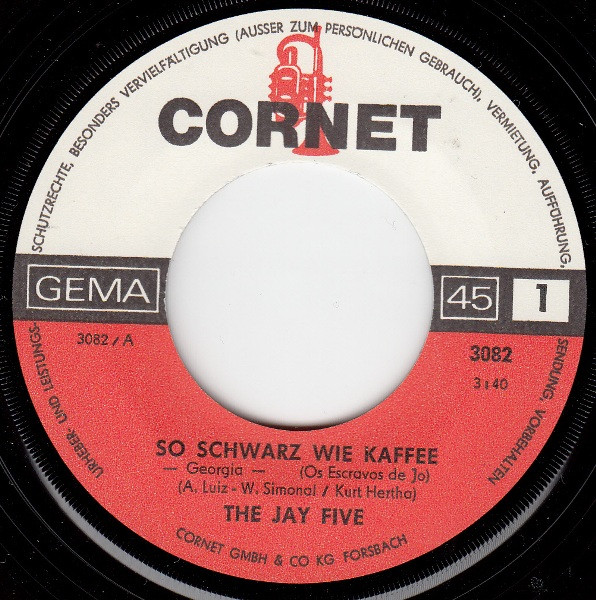 URHEBER- UND LEISTUNGS-SCHUTZRECHTE, BESONDERS VERVIELFÄLTIGUNG (AUSSER ZUM PERSÖNLICHEN GEBRAUCH), VERMIETUNG, AUFFÜHRUNG, SENDUNG, VORBEHALTEN
CORNET
GEMA
45
1
3082/A
3082
3:40
SO SCHWARZ WIE KAFFEE
— Georgia — (Os Escravos de Jo)
(A. Luiz - W. Simonal / Kurt Hertha)
THE JAY FIVE
CORNET GMBH & CO KG FORSBACH